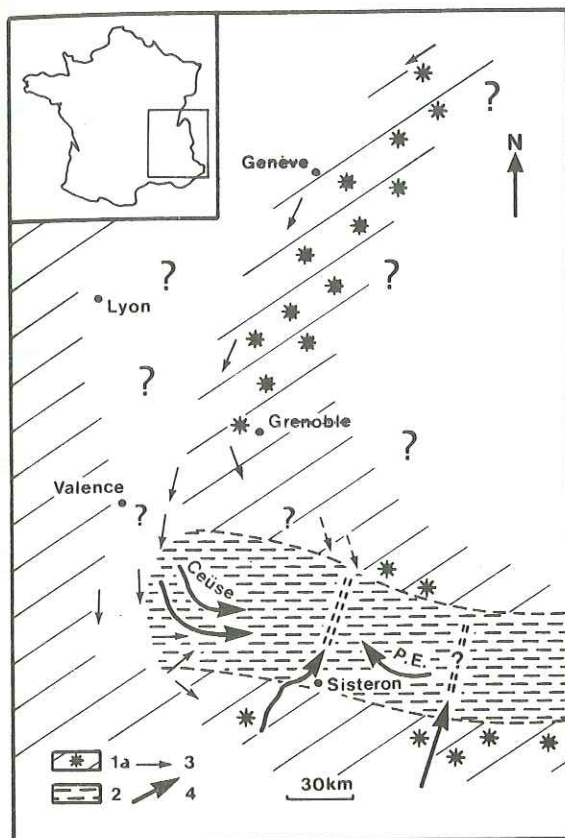 ?
N
Genève
?
?
Lyon
?
Grenoble
?
Valence
?
?
Ceüse
P.E.
?
Sisteron
1a
3
2
4
30km